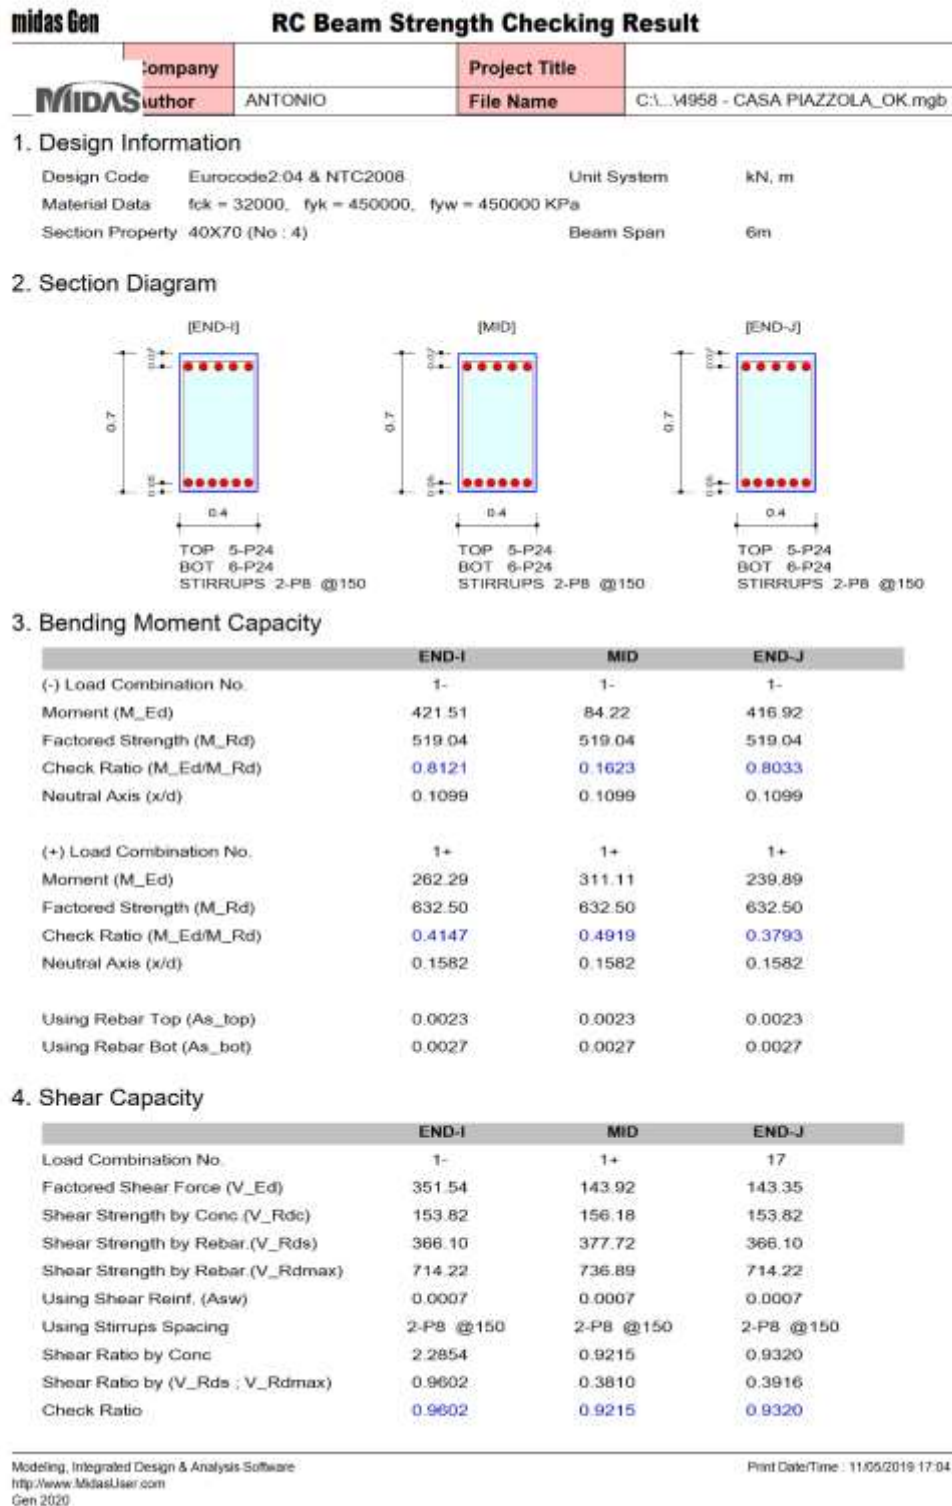 midas Gen RC Beam Strength Checking Result
Company Project Title
MIDAS Author ANTONIO File Name C:\...\4958 - CASA PIAZZOLA_OK.mgb
1. Design Information
Design Code Eurocode2:04 & NTC2008 Unit System kN, m
Material Data fck = 32000, fyk = 450000, fyw = 450000 KPa
Section Property 40X70 (No : 4) Beam Span 6m
2. Section Diagram
[END-I] [MID] [END-J]
0.07 0.07 0.07
0.7 0.7 0.7
0.4 0.4 0.4
TOP 5-P24 TOP 5-P24 TOP 5-P24
BOT 6-P24 BOT 6-P24 BOT 6-P24
STIRRUPS 2-P8 @150 STIRRUPS 2-P8 @150 STIRRUPS 2-P8 @150
3. Bending Moment Capacity
END-I MID END-J
(-) Load Combination No. 1- 1- 1-
Moment (M_Ed) 421.51 84.22 416.92
Factored Strength (M_Rd) 519.04 519.04 519.04
Check Ratio (M_Ed/M_Rd) 0.8121 0.1623 0.8033
Neutral Axis (x/d) 0.1099 0.1099 0.1099
(+) Load Combination No. 1+ 1+ 1+
Moment (M_Ed) 262.29 311.11 239.89
Factored Strength (M_Rd) 632.50 632.50 632.50
Check Ratio (M_Ed/M_Rd) 0.4147 0.4919 0.3793
Neutral Axis (x/d) 0.1582 0.1582 0.1582
Using Rebar Top (As_top) 0.0023 0.0023 0.0023
Using Rebar Bot (As_bot) 0.0027 0.0027 0.0027
4. Shear Capacity
END-I MID END-J
Load Combination No. 1- 1+ 17
Factored Shear Force (V_Ed) 351.54 143.92 143.35
Shear Strength by Conc.(V_Rdc) 153.82 156.18 153.82
Shear Strength by Rebar.(V_Rds) 366.10 377.72 366.10
Shear Strength by Rebar.(V_Rdmax) 714.22 736.89 714.22
Using Shear Reinf. (Asw) 0.0007 0.0007 0.0007
Using Stirrups Spacing 2-P8 @150 2-P8 @150 2-P8 @150
Shear Ratio by Conc 2.2854 0.9215 0.9320
Shear Ratio by (V_Rds ; V_Rdmax) 0.9602 0.3810 0.3916
Check Ratio 0.9602 0.9215 0.9320
Modeling, Integrated Design & Analysis Software Print Date/Time : 11/05/2019 17:04
http://www.MidasUser.com
Gen 2020